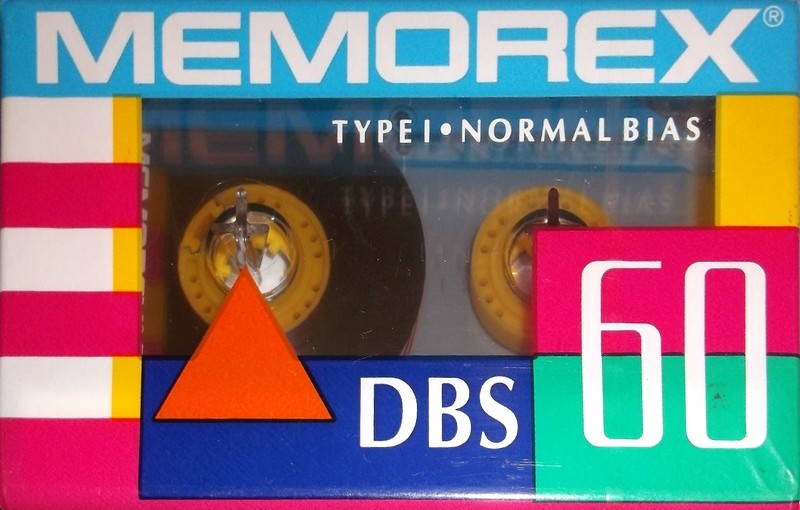 MEMOREX®
TYPE I • NORMAL BIAS
60
DBS